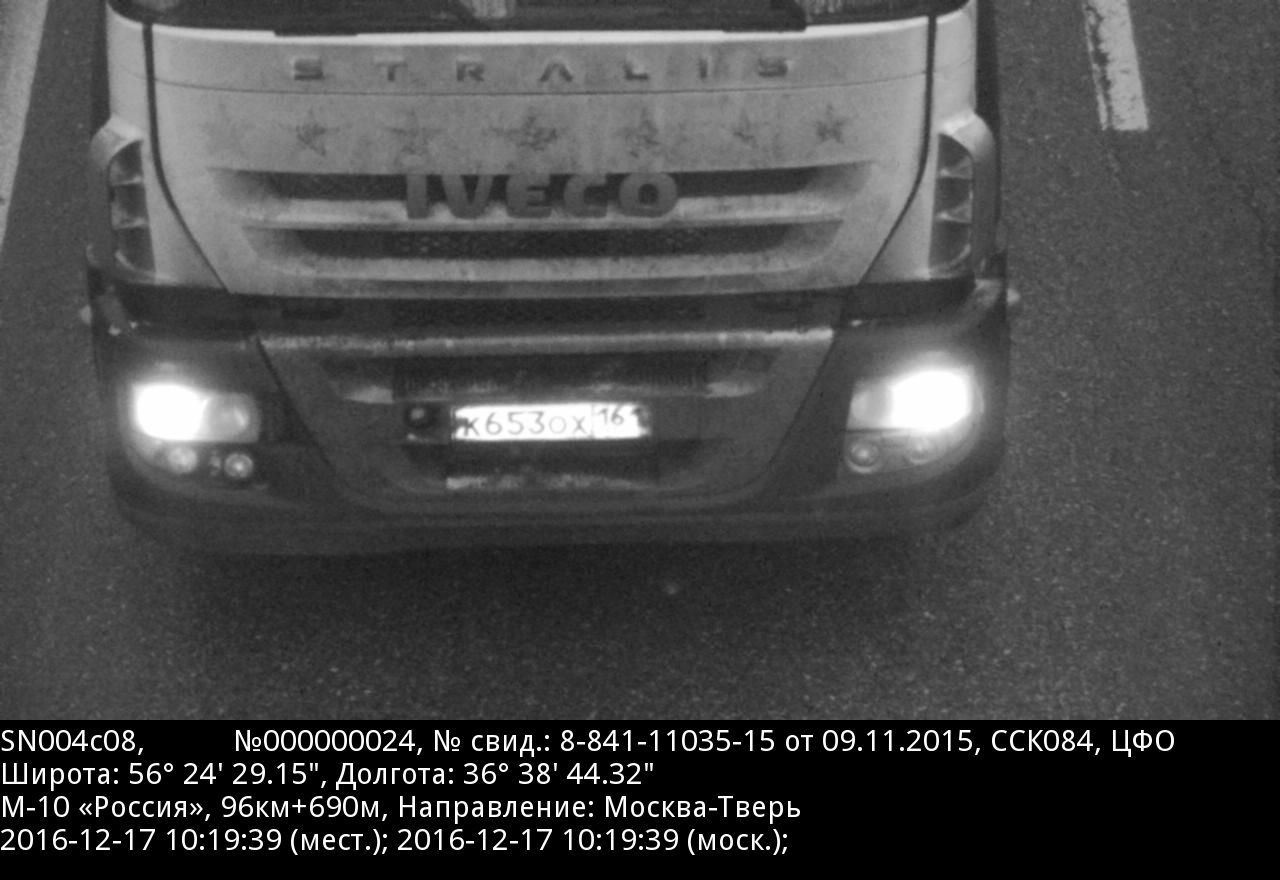 STRALIS
IVECO
К653ОХ 161
SN004c08, №000000024, № свид.: 8-841-11035-15 от 09.11.2015, ССК084, ЦФО
Широта: 56° 24' 29.15", Долгота: 36° 38' 44.32"
М-10 «Россия», 96км+690м, Направление: Москва-Тверь
2016-12-17 10:19:39 (мест.); 2016-12-17 10:19:39 (моск.);